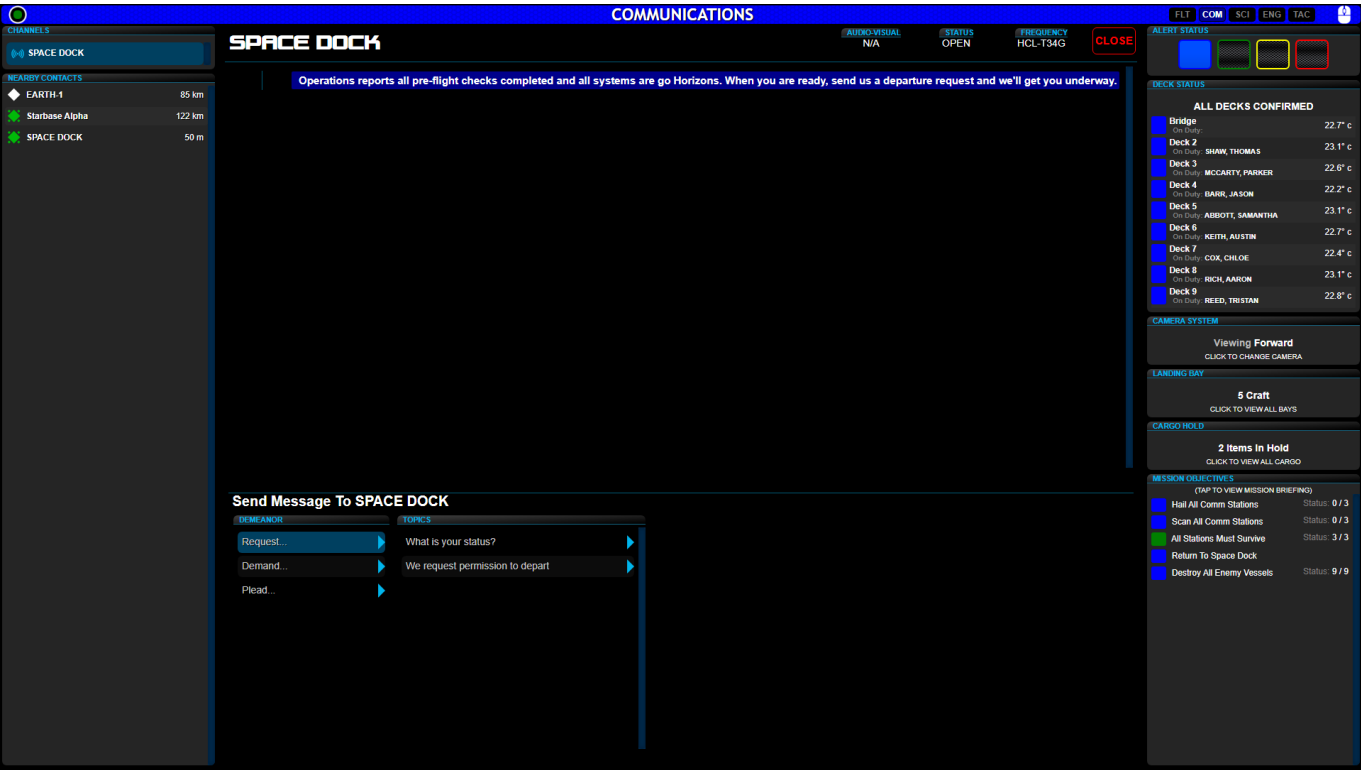 COMMUNICATIONS
FLT COM SCI ENG TAC
CHANNELS
SPACE DOCK
NEARBY CONTACTS
EARTH-1 85 km
Starbase Alpha 122 km
SPACE DOCK 50 m
SPACE DOCK
AUDIO-VISUAL
N/A
STATUS
OPEN
FREQUENCY
HCL-T34G
CLOSE
Operations reports all pre-flight checks completed and all systems are go Horizons. When you are ready, send us a departure request and we'll get you underway.
Send Message To SPACE DOCK
DEMEANOR
Request...
Demand...
Plead...
TOPICS
What is your status?
We request permission to depart
ALERT STATUS
DECK STATUS
ALL DECKS CONFIRMED
Bridge 22.7° c
On Duty:
Deck 2 23.1° c
On Duty: SHAW, THOMAS
Deck 3 22.6° c
On Duty: MCCARTY, PARKER
Deck 4 22.2° c
On Duty: BARR, JASON
Deck 5 23.1° c
On Duty: ABBOTT, SAMANTHA
Deck 6 22.7° c
On Duty: KEITH, AUSTIN
Deck 7 22.4° c
On Duty: COX, CHLOE
Deck 8 23.1° c
On Duty: RICH, AARON
Deck 9 22.8° c
On Duty: REED, TRISTAN
CAMERA SYSTEM
Viewing Forward
CLICK TO CHANGE CAMERA
LANDING BAY
5 Craft
CLICK TO VIEW ALL BAYS
CARGO HOLD
2 Items In Hold
CLICK TO VIEW ALL CARGO
MISSION OBJECTIVES
(TAP TO VIEW MISSION BRIEFING)
Hail All Comm Stations Status: 0 / 3
Scan All Comm Stations Status: 0 / 3
All Stations Must Survive Status: 3 / 3
Return To Space Dock
Destroy All Enemy Vessels Status: 9 / 9